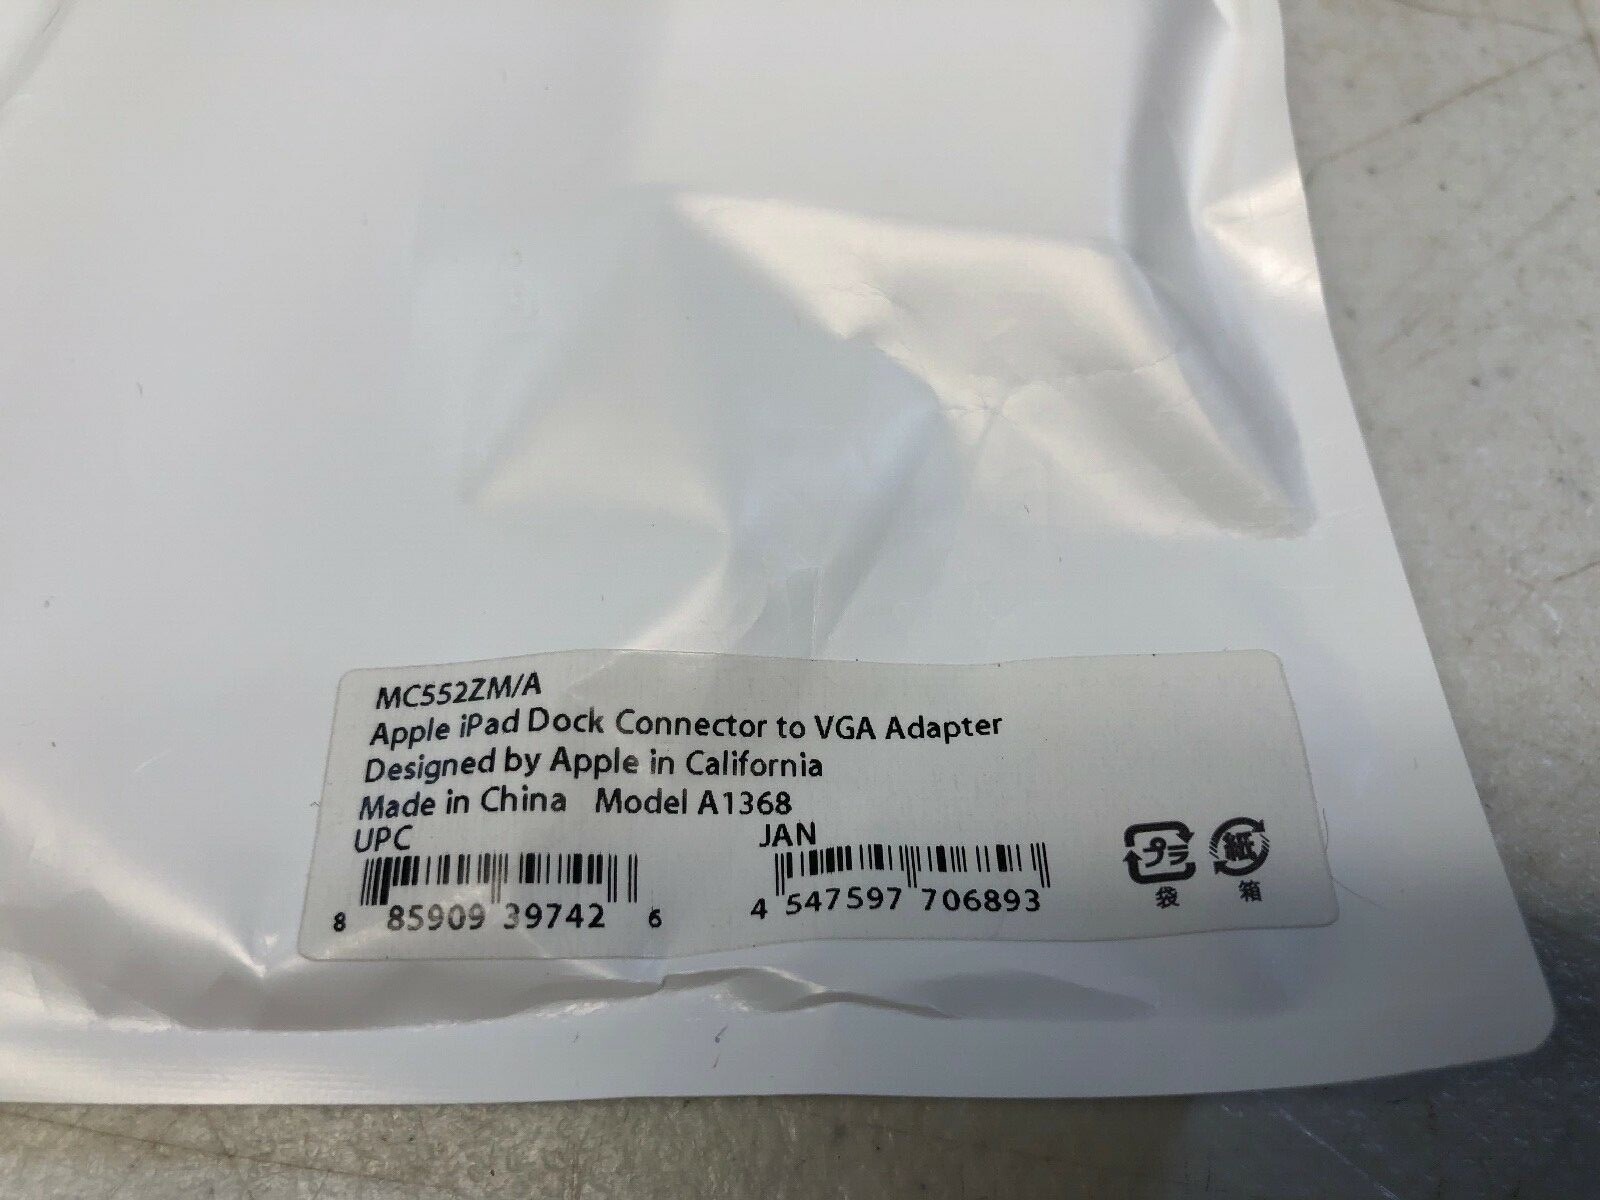 MC552ZM/A
Apple iPad Dock Connector to VGA Adapter
Designed by Apple in California
Made in China Model A1368
UPC JAN
8 85909 39742 6 4 547597 706893
プラ 紙
袋 箱